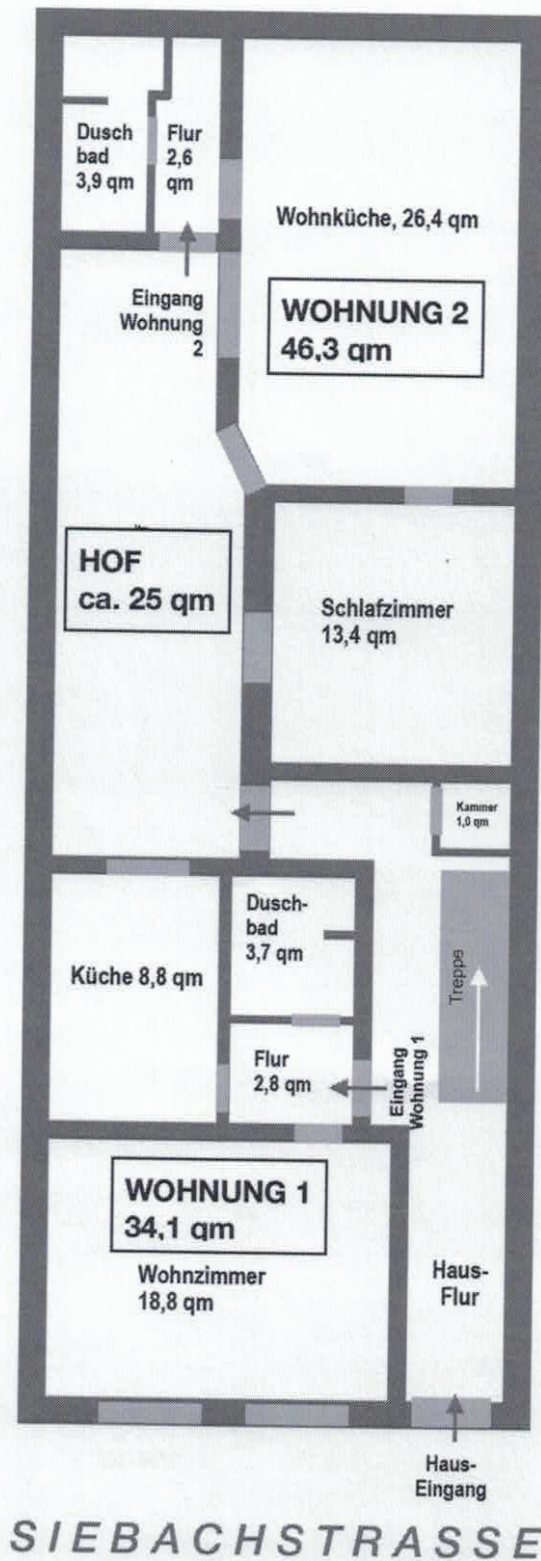 Dusch
bad
3,9 qm
Flur
2,6
qm
Wohnküche, 26,4 qm
Eingang
Wohnung
2
WOHNUNG 2
46,3 qm
HOF
ca. 25 qm
Schlafzimmer
13,4 qm
Kammer
1,0 qm
Dusch-
bad
3,7 qm
Küche 8,8 qm
Treppe
Flur
2,8 qm
Eingang
Wohnung 1
WOHNUNG 1
34,1 qm
Wohnzimmer
18,8 qm
Haus-
Flur
Haus-
Eingang
SIEBACHSTRASSE